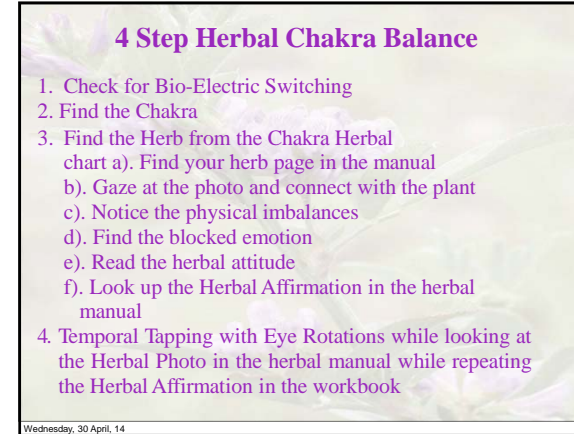 4 Step Herbal Chakra Balance
1. Check for Bio-Electric Switching
2. Find the Chakra
3. Find the Herb from the Chakra Herbal
chart a). Find your herb page in the manual
b). Gaze at the photo and connect with the plant
c). Notice the physical imbalances
d). Find the blocked emotion
e). Read the herbal attitude
f). Look up the Herbal Affirmation in the herbal
manual
4. Temporal Tapping with Eye Rotations while looking at
the Herbal Photo in the herbal manual while repeating
the Herbal Affirmation in the workbook
Wednesday, 30 April, 14